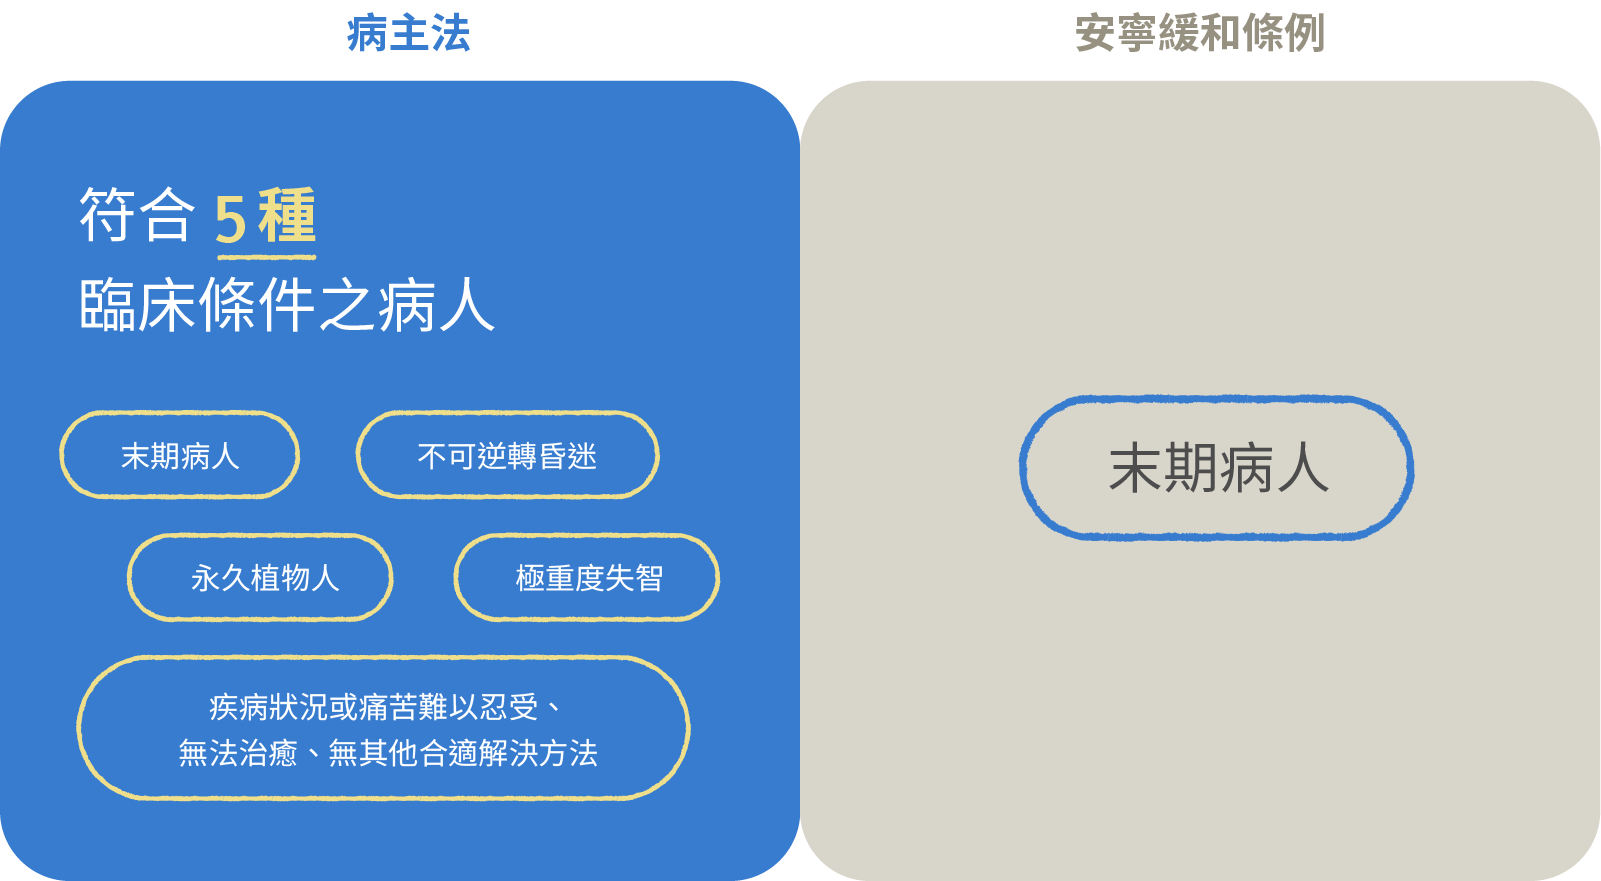 病主法
安寧緩和條例
符合 5 種
臨床條件之病人
末期病人
不可逆轉昏迷
永久植物人
極重度失智
疾病狀況或痛苦難以忍受、
無法治癒、無其他合適解決方法
末期病人